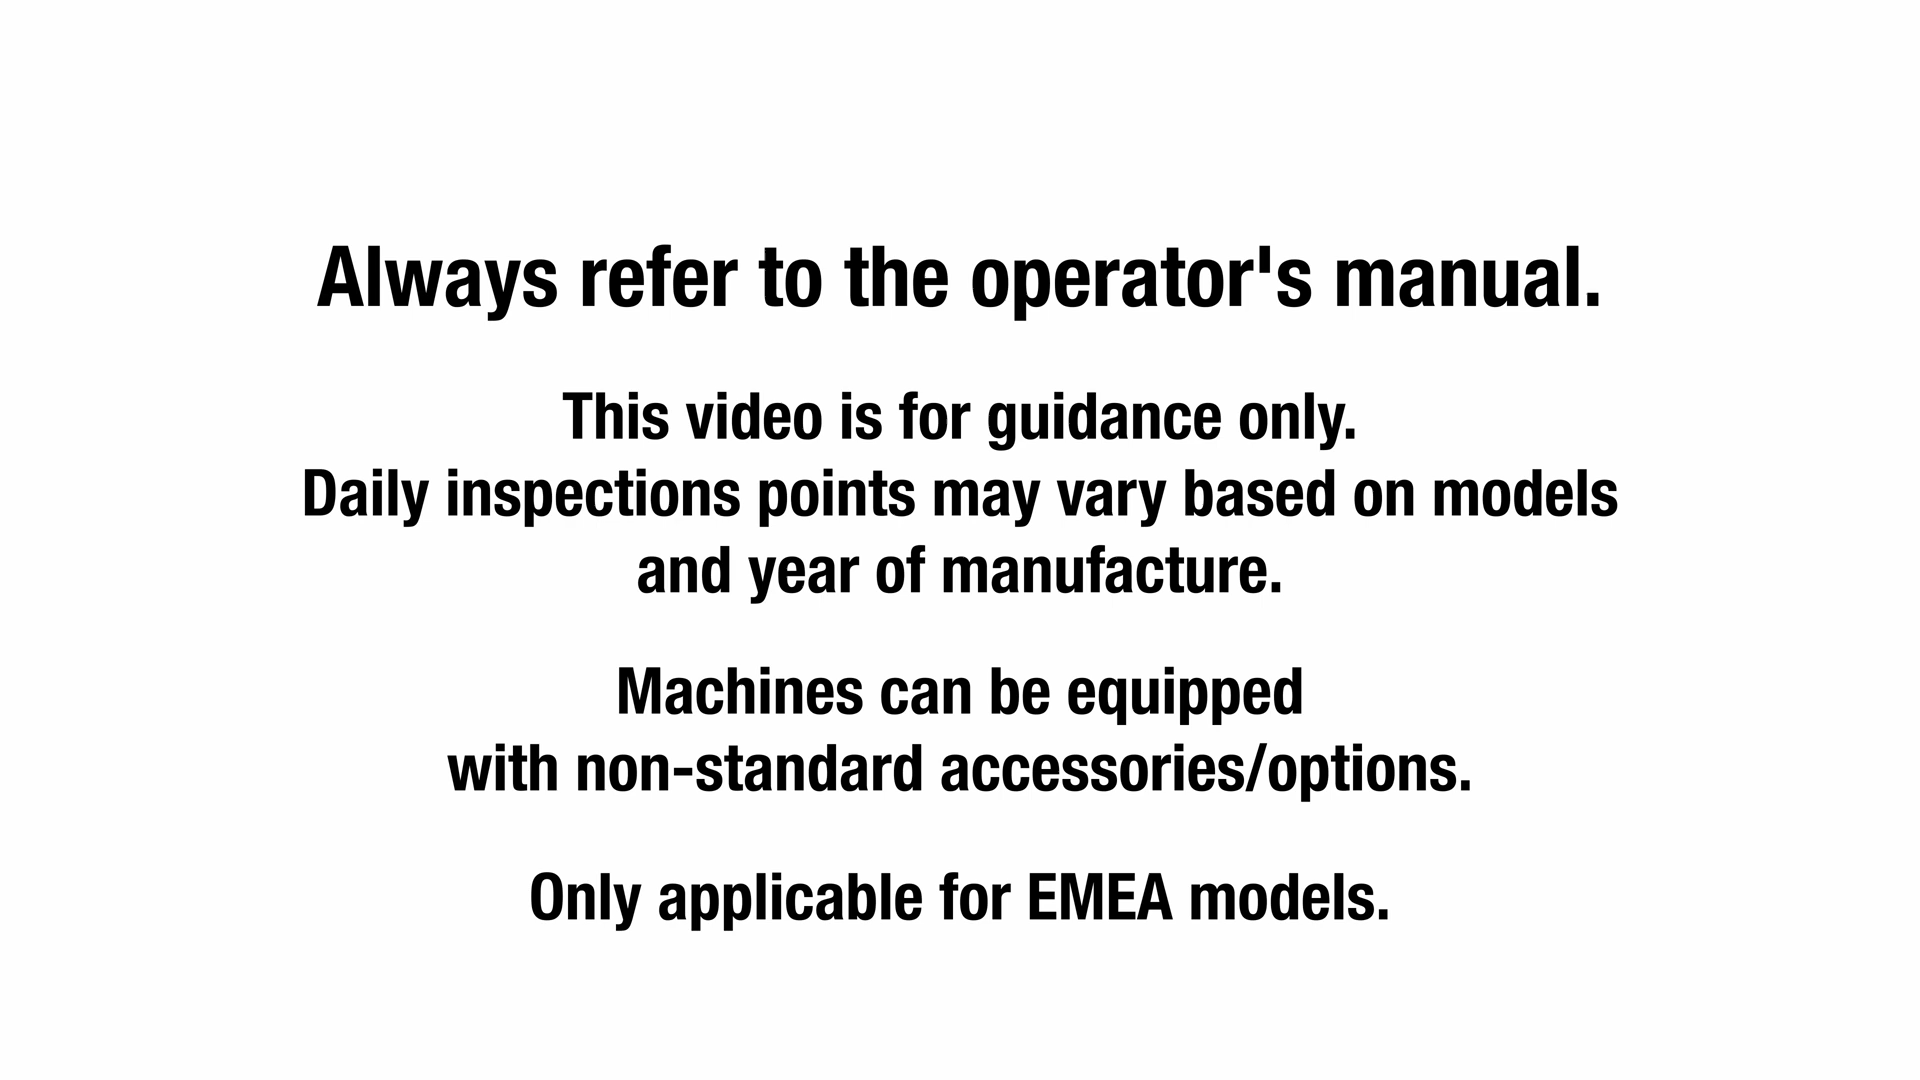 Always refer to the operator's manual.
This video is for guidance only.
Daily inspections points may vary based on models
and year of manufacture.
Machines can be equipped
with non-standard accessories/options.
Only applicable for EMEA models.